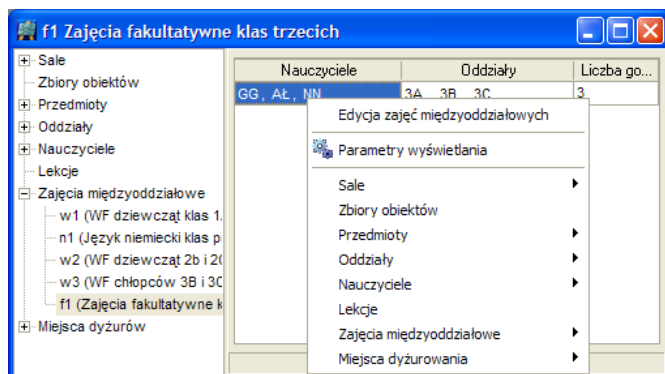 f1 Zajęcia fakultatywne klas trzecich
Sale
Zbiory obiektów
Przedmioty
Oddziały
Nauczyciele
Lekcje
Zajęcia międzyoddziałowe
w1 (WF dziewcząt klas 1.
n1 (Język niemiecki klas p
w2 (WF dziewcząt 2b i 2C
w3 (WF chłopców 3B i 3C
f1 (Zajęcia fakultatywne k
Miejsca dyżurów
Nauczyciele Oddziały Liczba go...
GG, AŁ, NN 3A 3B 3C 3
Edycja zajęć międzyoddziałowych
Parametry wyświetlania
Sale
Zbiory obiektów
Przedmioty
Oddziały
Nauczyciele
Lekcje
Zajęcia międzyoddziałowe
Miejsca dyżurowania